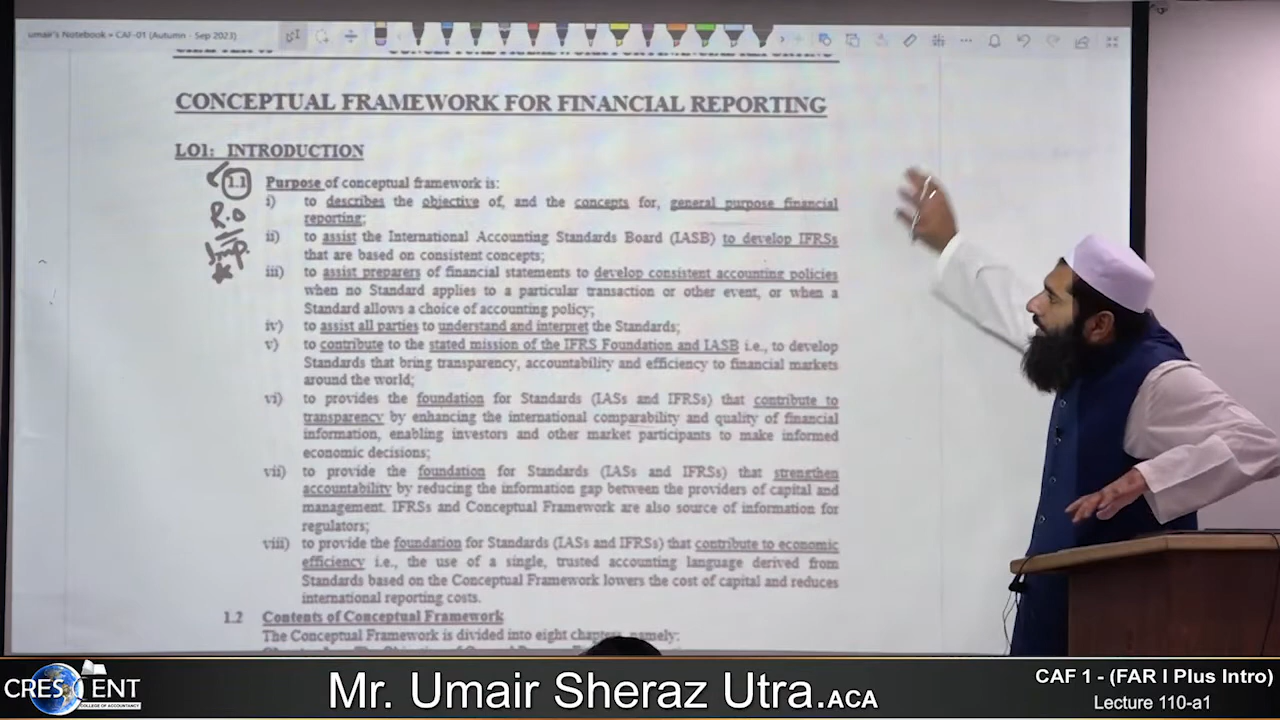 umair's Notebook » CAF-01 (Autumn - Sep 2023)
CONCEPTUAL FRAMEWORK FOR FINANCIAL REPORTING
LO1: INTRODUCTION
1.1 Purpose of conceptual framework is:
R.O
Imp.
i) to describes the objective of, and the concepts for, general purpose financial
reporting;
ii) to assist the International Accounting Standards Board (IASB) to develop IFRSs
that are based on consistent concepts;
iii) to assist preparers of financial statements to develop consistent accounting policies
when no Standard applies to a particular transaction or other event, or when a
Standard allows a choice of accounting policy;
iv) to assist all parties to understand and interpret the Standards;
v) to contribute to the stated mission of the IFRS Foundation and IASB i.e., to develop
Standards that bring transparency, accountability and efficiency to financial markets
around the world;
vi) to provides the foundation for Standards (IASs and IFRSs) that contribute to
transparency by enhancing the international comparability and quality of financial
information, enabling investors and other market participants to make informed
economic decisions;
vii) to provide the foundation for Standards (IASs and IFRSs) that strengthen
accountability by reducing the information gap between the providers of capital and
management. IFRSs and Conceptual Framework are also source of information for
regulators;
viii) to provide the foundation for Standards (IASs and IFRSs) that contribute to economic
efficiency i.e., the use of a single, trusted accounting language derived from
Standards based on the Conceptual Framework lowers the cost of capital and reduces
international reporting costs.
1.2 Contents of Conceptual Framework
The Conceptual Framework is divided into eight chapters, namely:
CRESCENT
COLLEGE OF ACCOUNTANCY
Mr. Umair Sheraz Utra.ACA
CAF 1 - (FAR I Plus Intro)
Lecture 110-a1